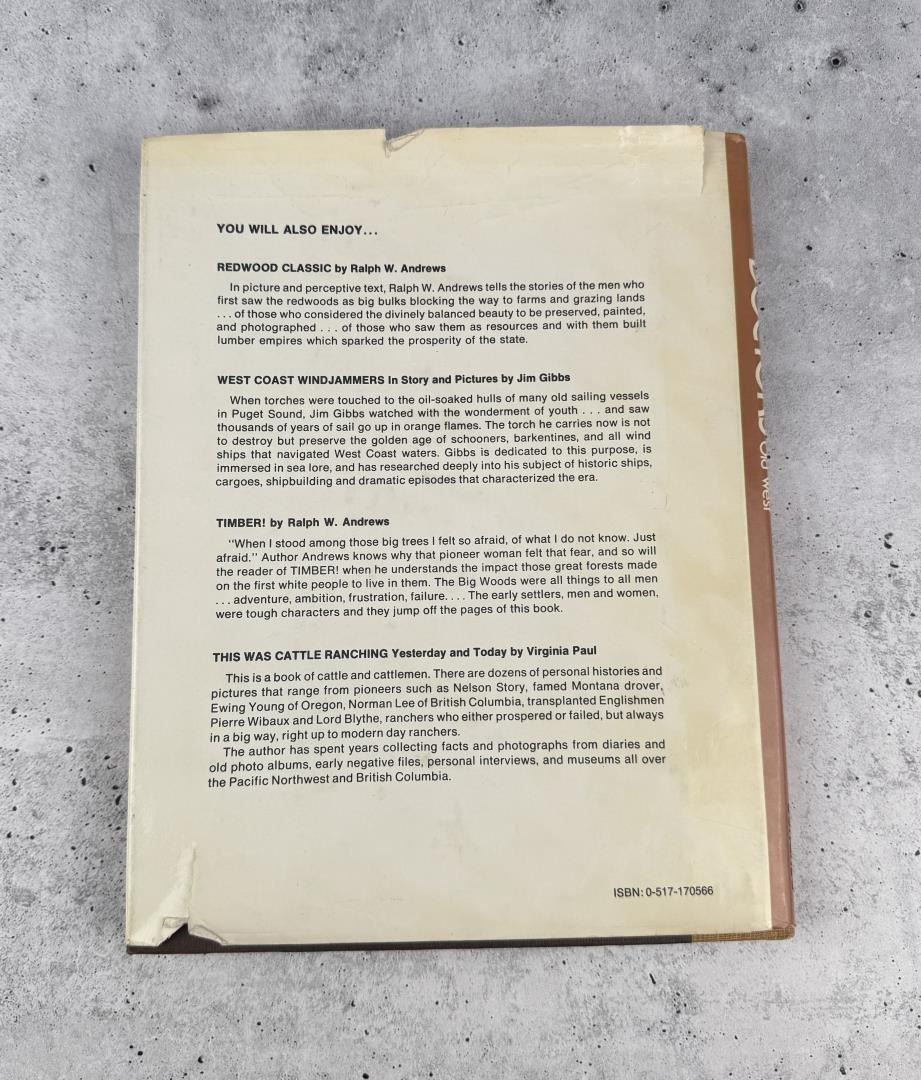 YOU WILL ALSO ENJOY...
REDWOOD CLASSIC by Ralph W. Andrews
In picture and perceptive text, Ralph W. Andrews tells the stories of the men who
first saw the redwoods as big bulks blocking the way to farms and grazing lands
. . . of those who considered the divinely balanced beauty to be preserved, painted,
and photographed . . . of those who saw them as resources and with them built
lumber empires which sparked the prosperity of the state.
WEST COAST WINDJAMMERS In Story and Pictures by Jim Gibbs
When torches were touched to the oil-soaked hulls of many old sailing vessels
in Puget Sound, Jim Gibbs watched with the wonderment of youth . . . and saw
thousands of years of sail go up in orange flames. The torch he carries now is not
to destroy but preserve the golden age of schooners, barkentines, and all wind
ships that navigated West Coast waters. Gibbs is dedicated to this purpose, is
immersed in sea lore, and has researched deeply into his subject of historic ships,
cargoes, shipbuilding and dramatic episodes that characterized the era.
TIMBER! by Ralph W. Andrews
"When I stood among those big trees I felt so afraid, of what I do not know. Just
afraid." Author Andrews knows why that pioneer woman felt that fear, and so will
the reader of TIMBER! when he understands the impact those great forests made
on the first white people to live in them. The Big Woods were all things to all men
. . . adventure, ambition, frustration, failure. . . . The early settlers, men and women,
were tough characters and they jump off the pages of this book.
THIS WAS CATTLE RANCHING Yesterday and Today by Virginia Paul
This is a book of cattle and cattlemen. There are dozens of personal histories and
pictures that range from pioneers such as Nelson Story, famed Montana drover,
Ewing Young of Oregon, Norman Lee of British Columbia, transplanted Englishmen
Pierre Wibaux and Lord Blythe, ranchers who either prospered or failed, but always
in a big way, right up to modern day ranchers.
The author has spent years collecting facts and photographs from diaries and
old photo albums, early negative files, personal interviews, and museums all over
the Pacific Northwest and British Columbia.
ISBN: 0-517-170566